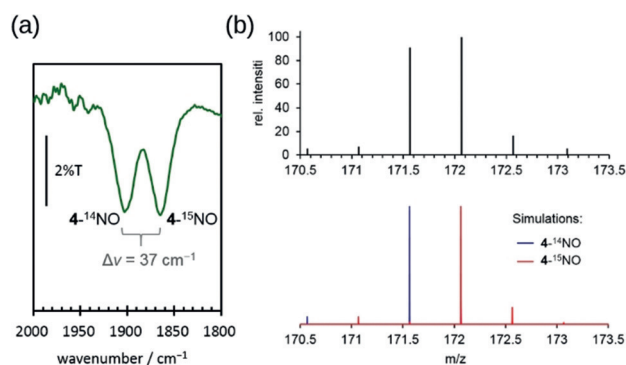 (a)
2%T
4-¹⁴NO
4-¹⁵NO
Δν = 37 cm⁻¹
2000 1950 1900 1850 1800
wavenumber / cm⁻¹
(b)
rel. intensiti
100
80
60
40
20
0
170.5 171 171.5 172 172.5 173 173.5
Simulations:
4-¹⁴NO
4-¹⁵NO
170.5 171 171.5 172 172.5 173 173.5
m/z